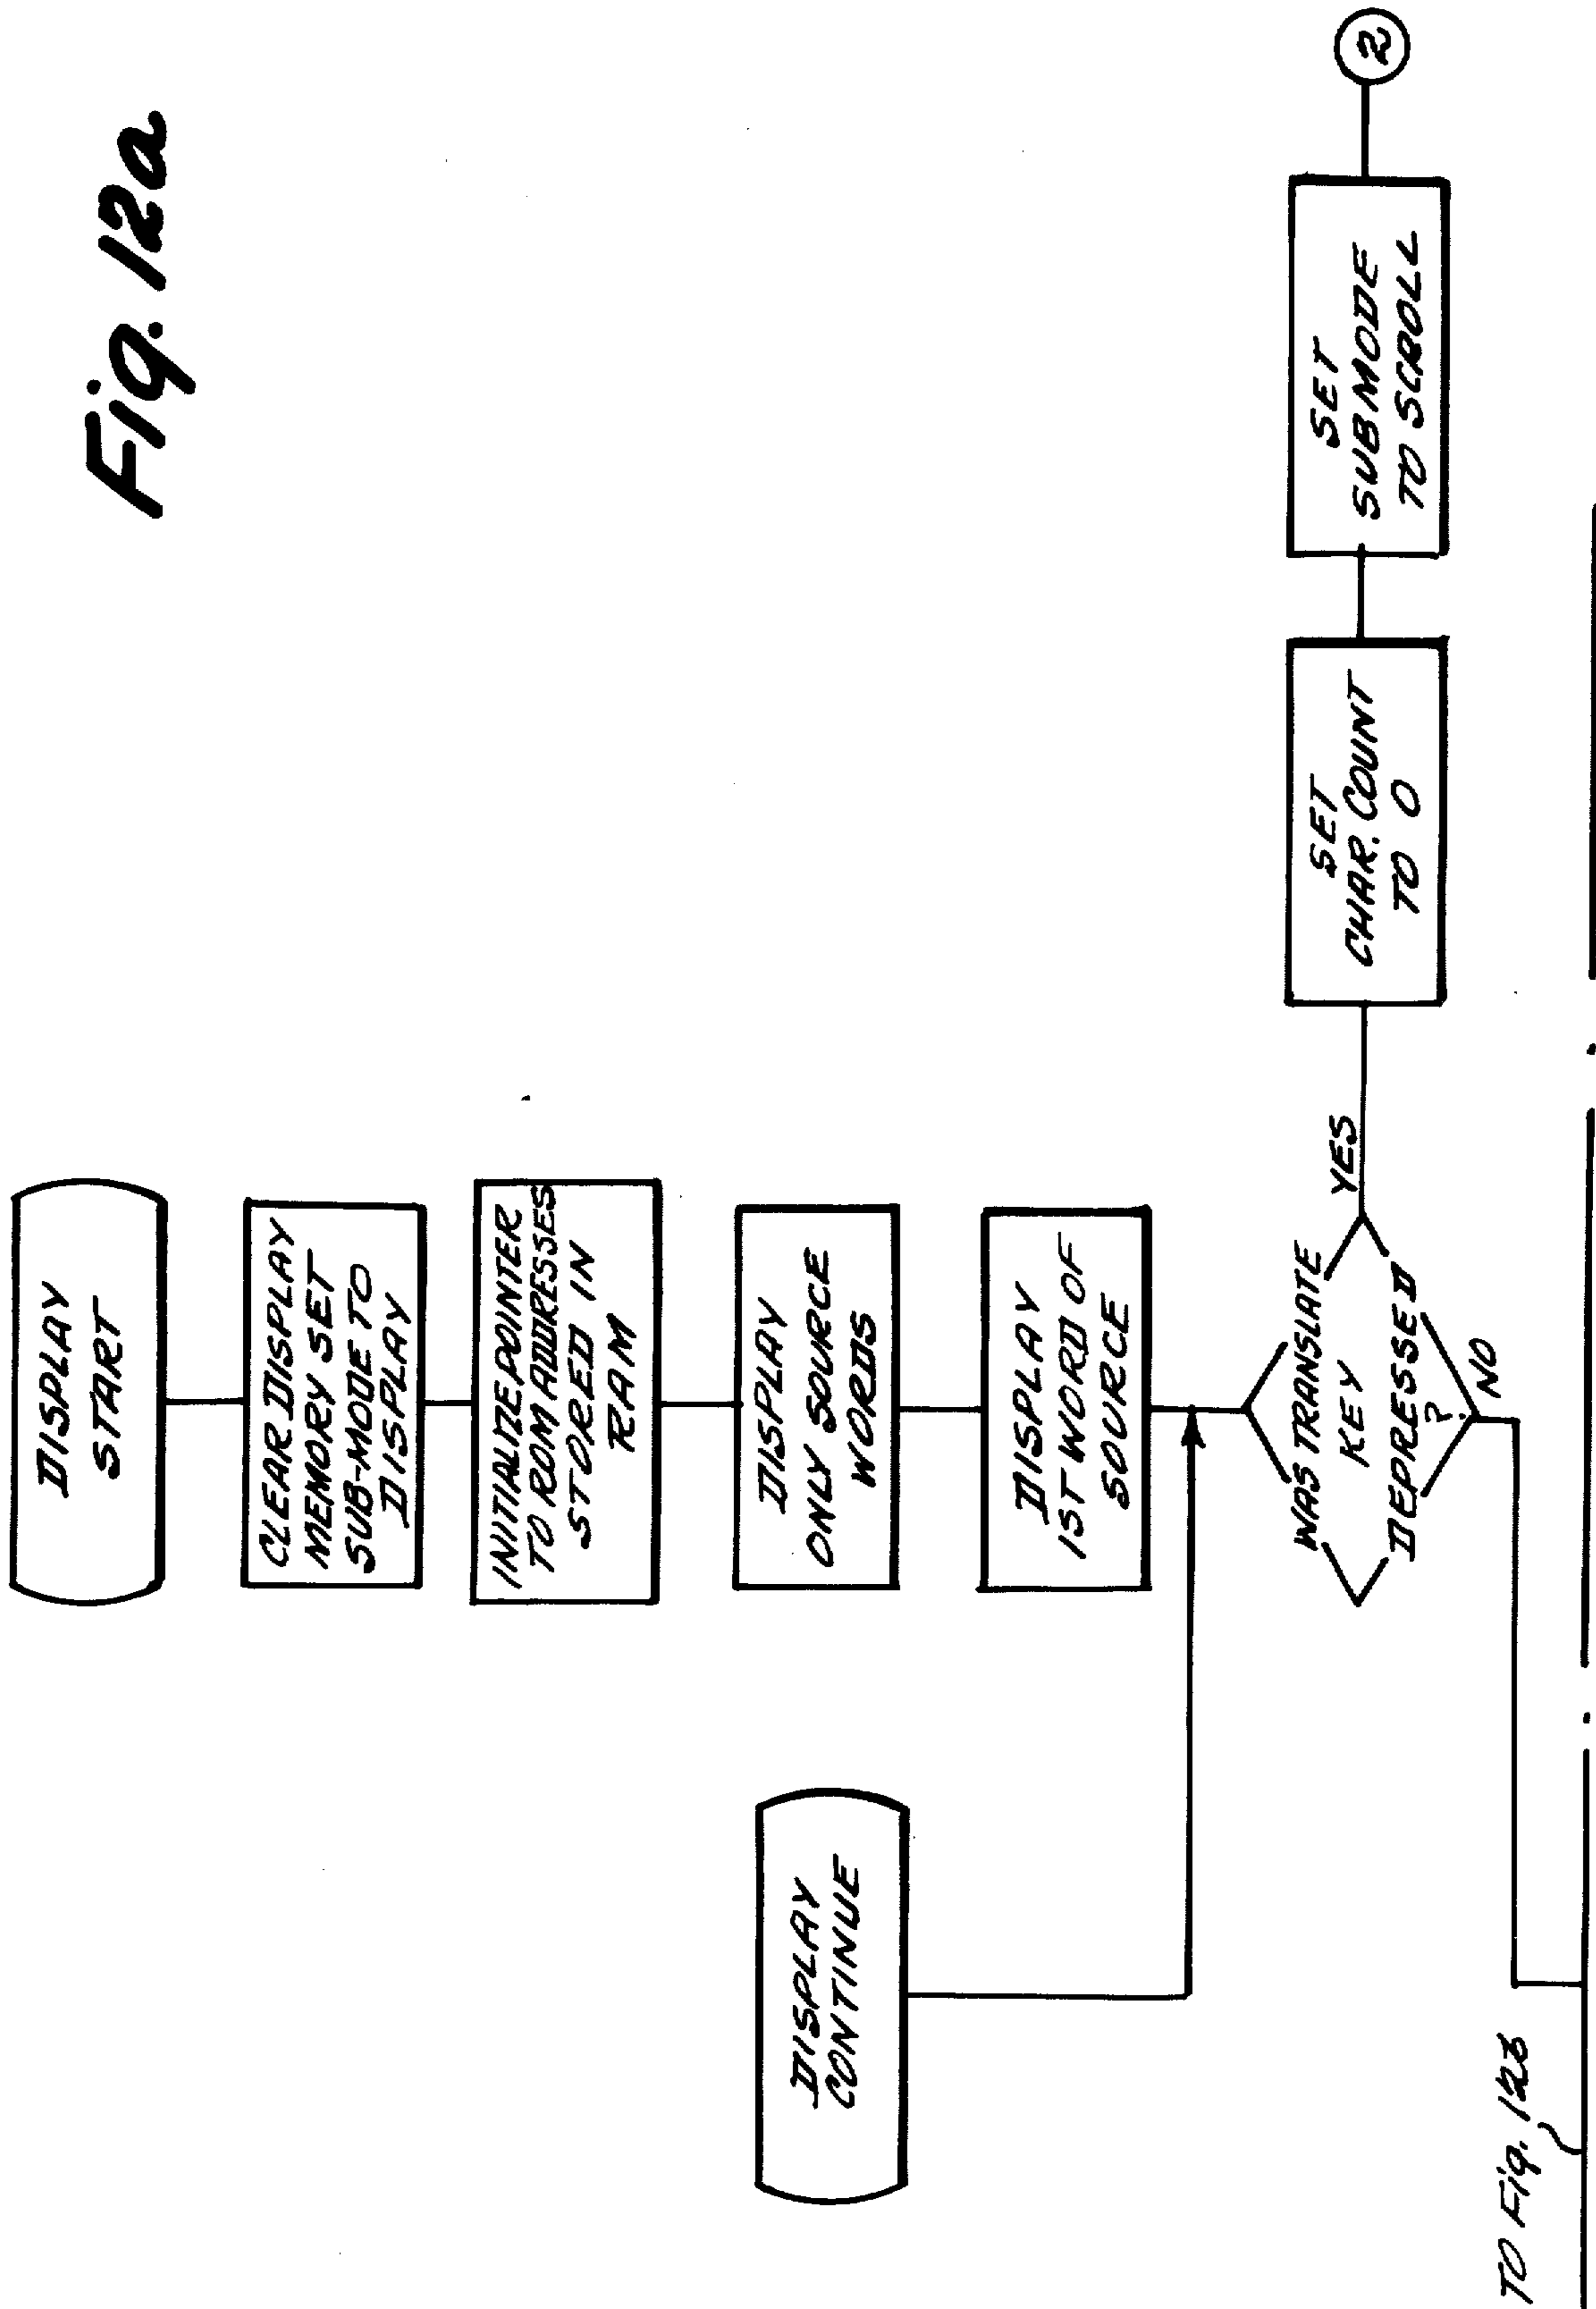 Fig. 12a
DISPLAY
START
CLEAR DISPLAY
MEMORY SET
SUB-MODE TO
DISPLAY
INITIALIZE POINTER
TO ROM ADDRESSES
STORED IN
RAM
DISPLAY
ONLY SOURCE
WORDS
DISPLAY
1ST WORD OF
SOURCE
DISPLAY
CONTINUE
WAS TRANSLATE
KEY
DEPRESSED
?
YES
NO
SET
CHAR. COUNT
TO 0
SET
SUBMODE
TO SCROLL
2
TO Fig. 12b